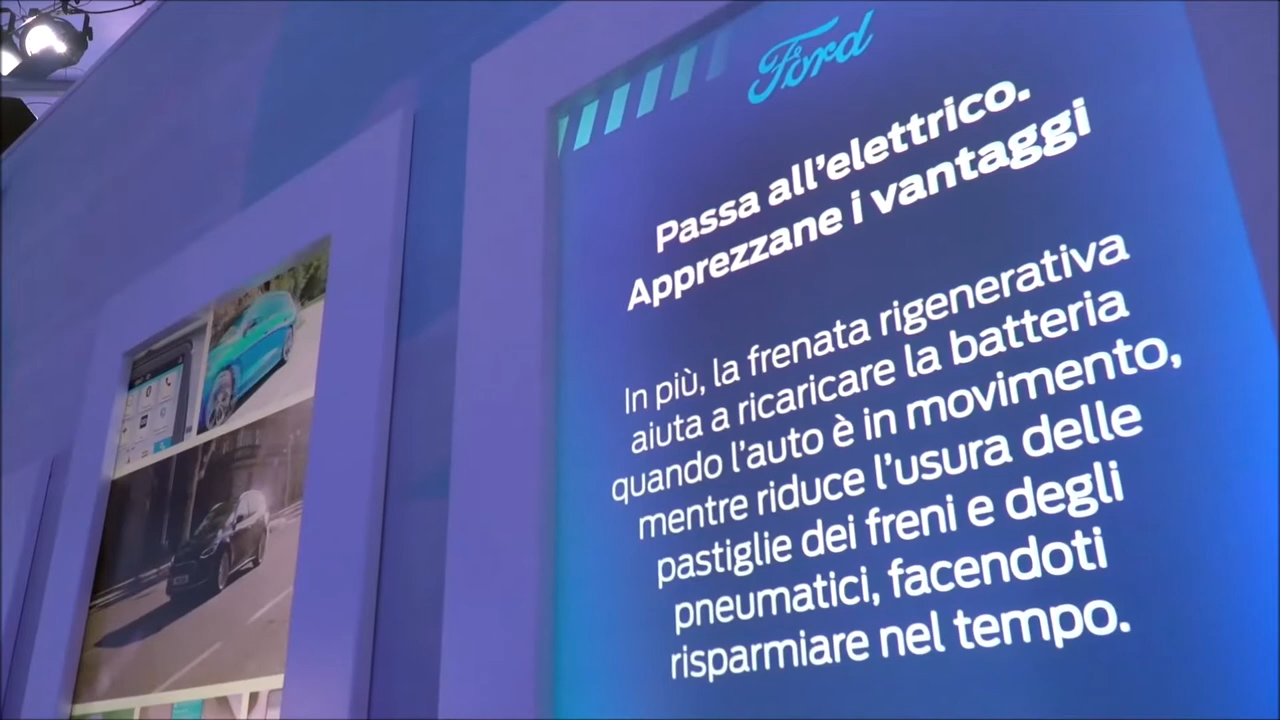 Ford
Passa all'elettrico.
Apprezzane i vantaggi
In più, la frenata rigenerativa
aiuta a ricaricare la batteria
quando l'auto è in movimento,
mentre riduce l'usura delle
pastiglie dei freni e degli
pneumatici, facendoti
risparmiare nel tempo.